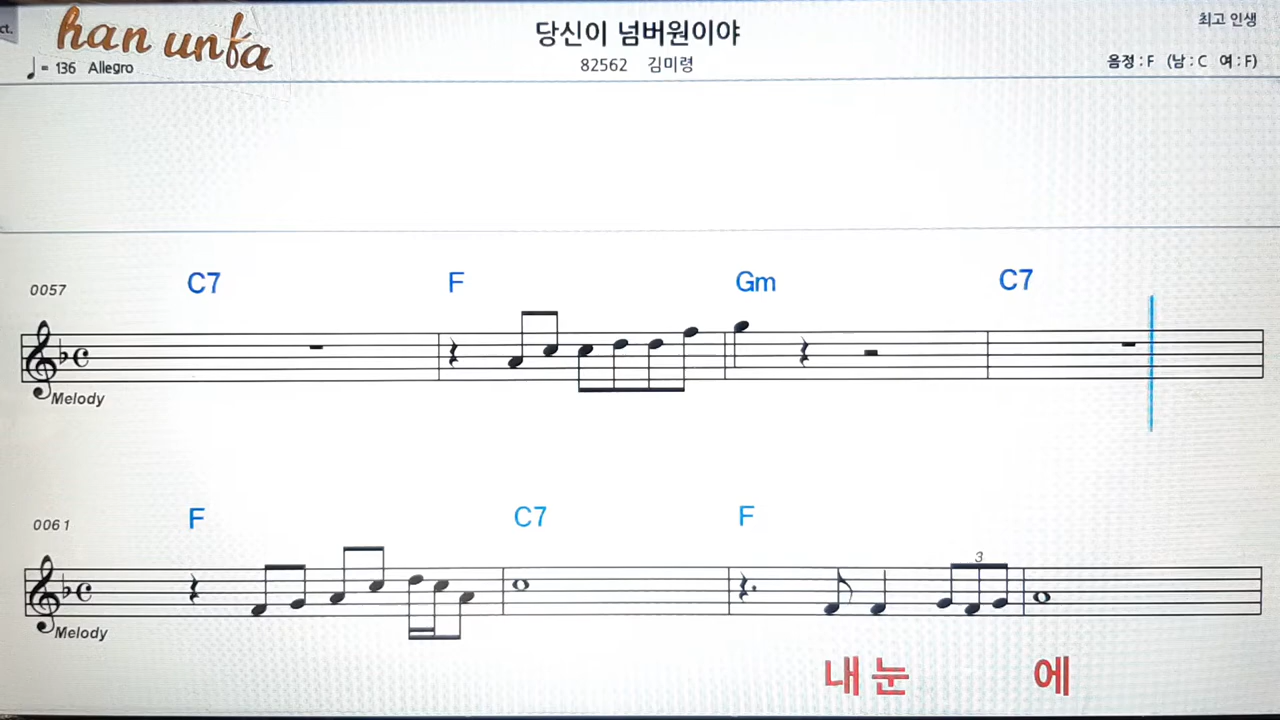 ct.
han unfa
당신이 넘버원이야
최고 인생
♩= 136 Allegro
82562 김미령
음정 : F (남 : C 여 : F)
C7 F Gm C7
0057
Melody
F C7 F
0061
3
Melody
내 눈 에